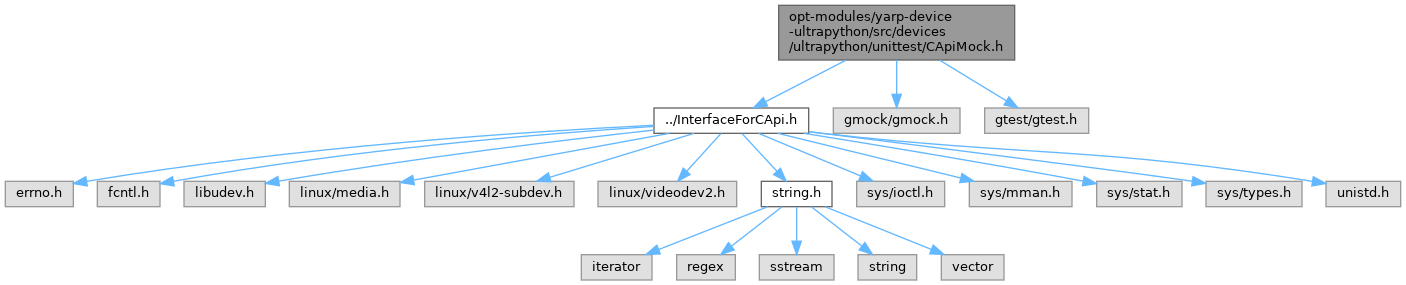 opt-modules/yarp-device
-ultrapython/src/devices
/ultrapython/unittest/CApiMock.h
../InterfaceForCApi.h
gmock/gmock.h
gtest/gtest.h
errno.h
fcntl.h
libudev.h
linux/media.h
linux/v4l2-subdev.h
linux/videodev2.h
string.h
sys/ioctl.h
sys/mman.h
sys/stat.h
sys/types.h
unistd.h
iterator
regex
sstream
string
vector